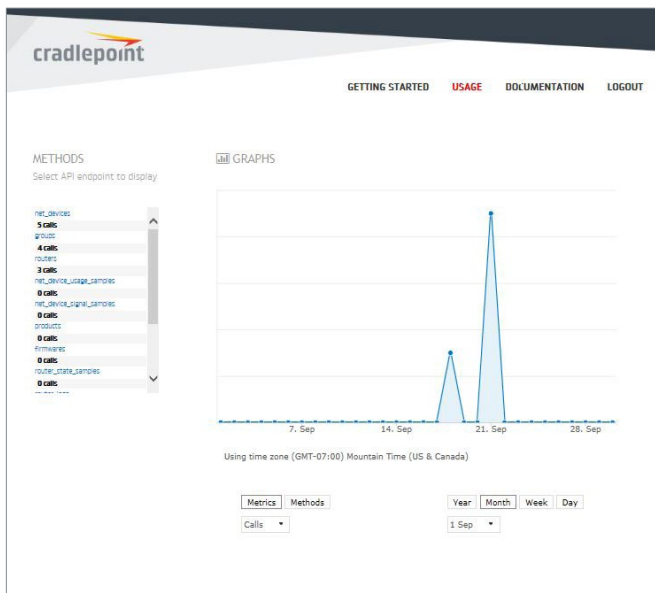 cradlepoint
GETTING STARTED USAGE DOCUMENTATION LOGOUT
METHODS
Select API endpoint to display
net_devices
5 calls
groups
4 calls
routers
3 calls
net_device_usage_samples
0 calls
net_device_signal_samples
0 calls
products
0 calls
firmwares
0 calls
router_state_samples
0 calls
GRAPHS
7. Sep 14. Sep 21. Sep 28. Sep
Using time zone (GMT-07:00) Mountain Time (US & Canada)
Metrics Methods
Calls
Year Month Week Day
1 Sep